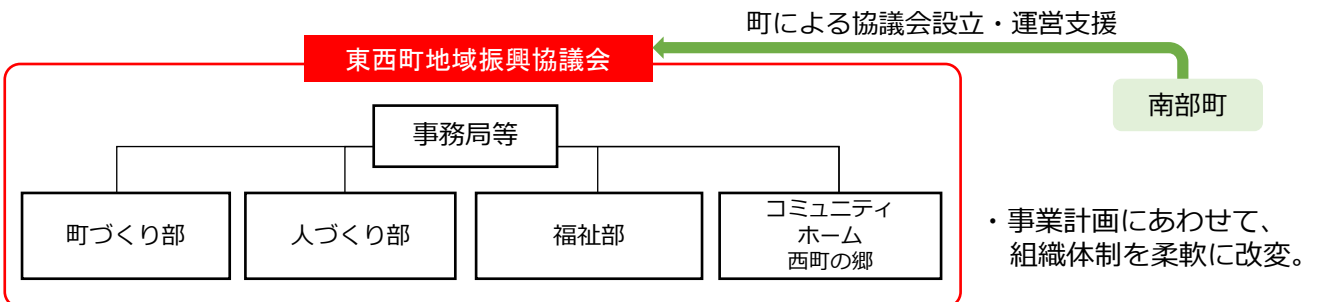 町による協議会設立・運営支援
東西町地域振興協議会
南部町
事務局等
町づくり部
人づくり部
福祉部
コミュニティ
ホーム
西町の郷
・事業計画にあわせて、
組織体制を柔軟に改変。